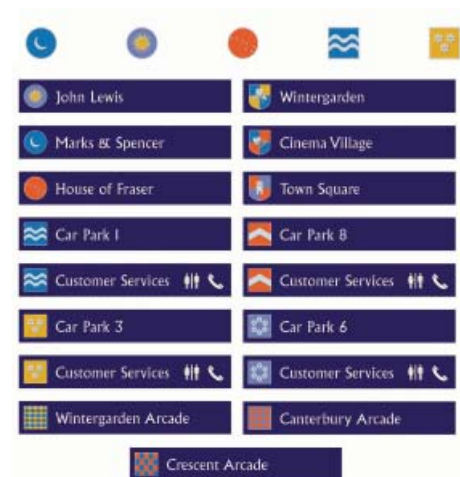 John Lewis
Wintergarden
Marks & Spencer
Cinema Village
House of Fraser
Town Square
Car Park 1
Car Park 8
Customer Services
Customer Services
Car Park 3
Car Park 6
Customer Services
Customer Services
Wintergarden Arcade
Canterbury Arcade
Crescent Arcade